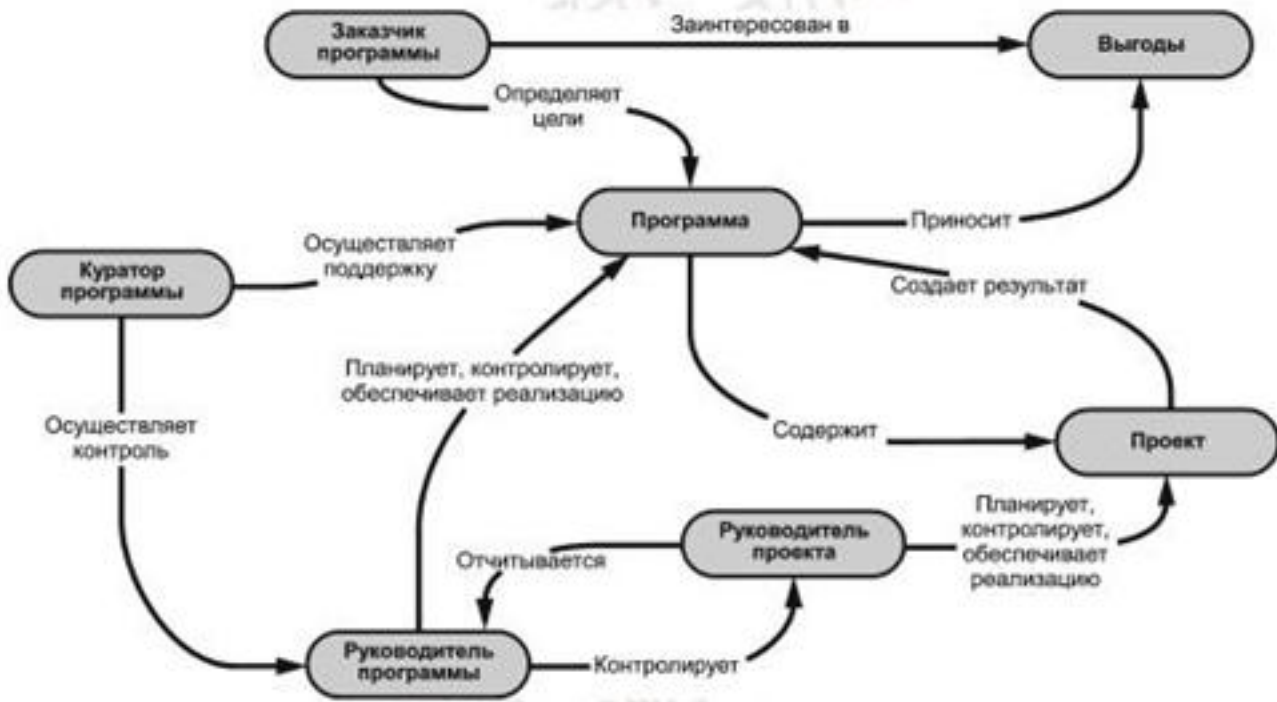 Заказчик
программы
Заинтересован в
Выгоды
Определяет
цели
Программа
Приносит
Осуществляет
поддержку
Куратор
программы
Создает результат
Планирует, контролирует,
обеспечивает реализацию
Осуществляет
контроль
Содержит
Проект
Планирует,
контролирует,
обеспечивает
реализацию
Руководитель
проекта
Отчитывается
Руководитель
программы
Контролирует